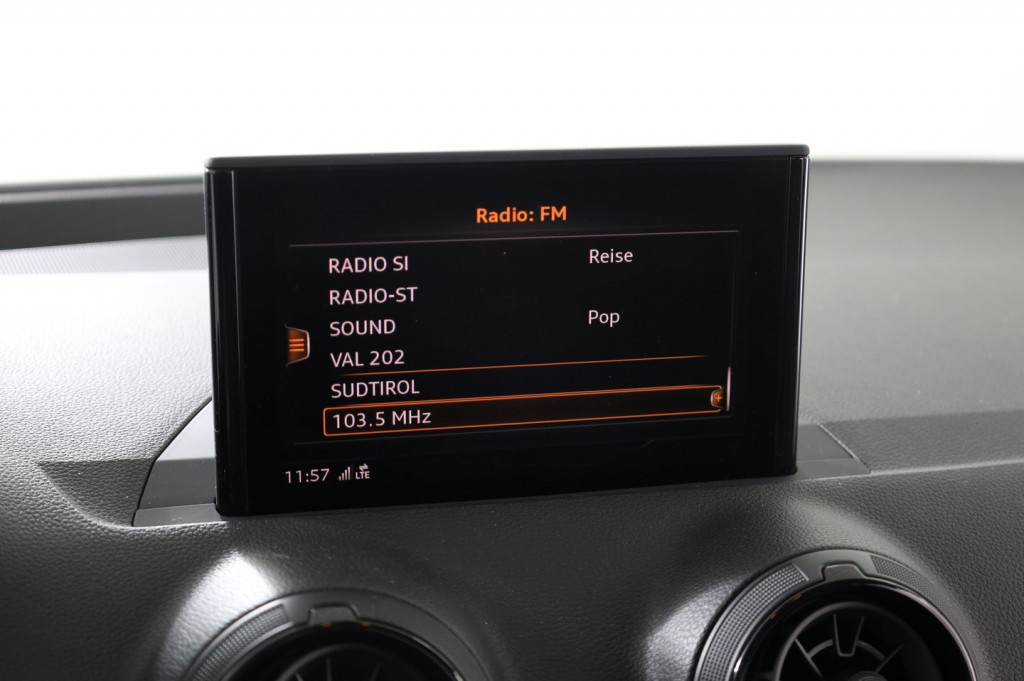 Radio: FM
RADIO SI Reise
RADIO-ST
SOUND Pop
VAL 202
SUDTIROL
103.5 MHz
11:57 LTE